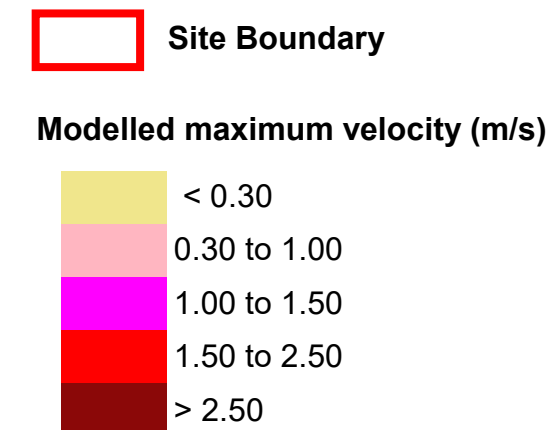 Site Boundary
Modelled maximum velocity (m/s)
< 0.30
0.30 to 1.00
1.00 to 1.50
1.50 to 2.50
> 2.50